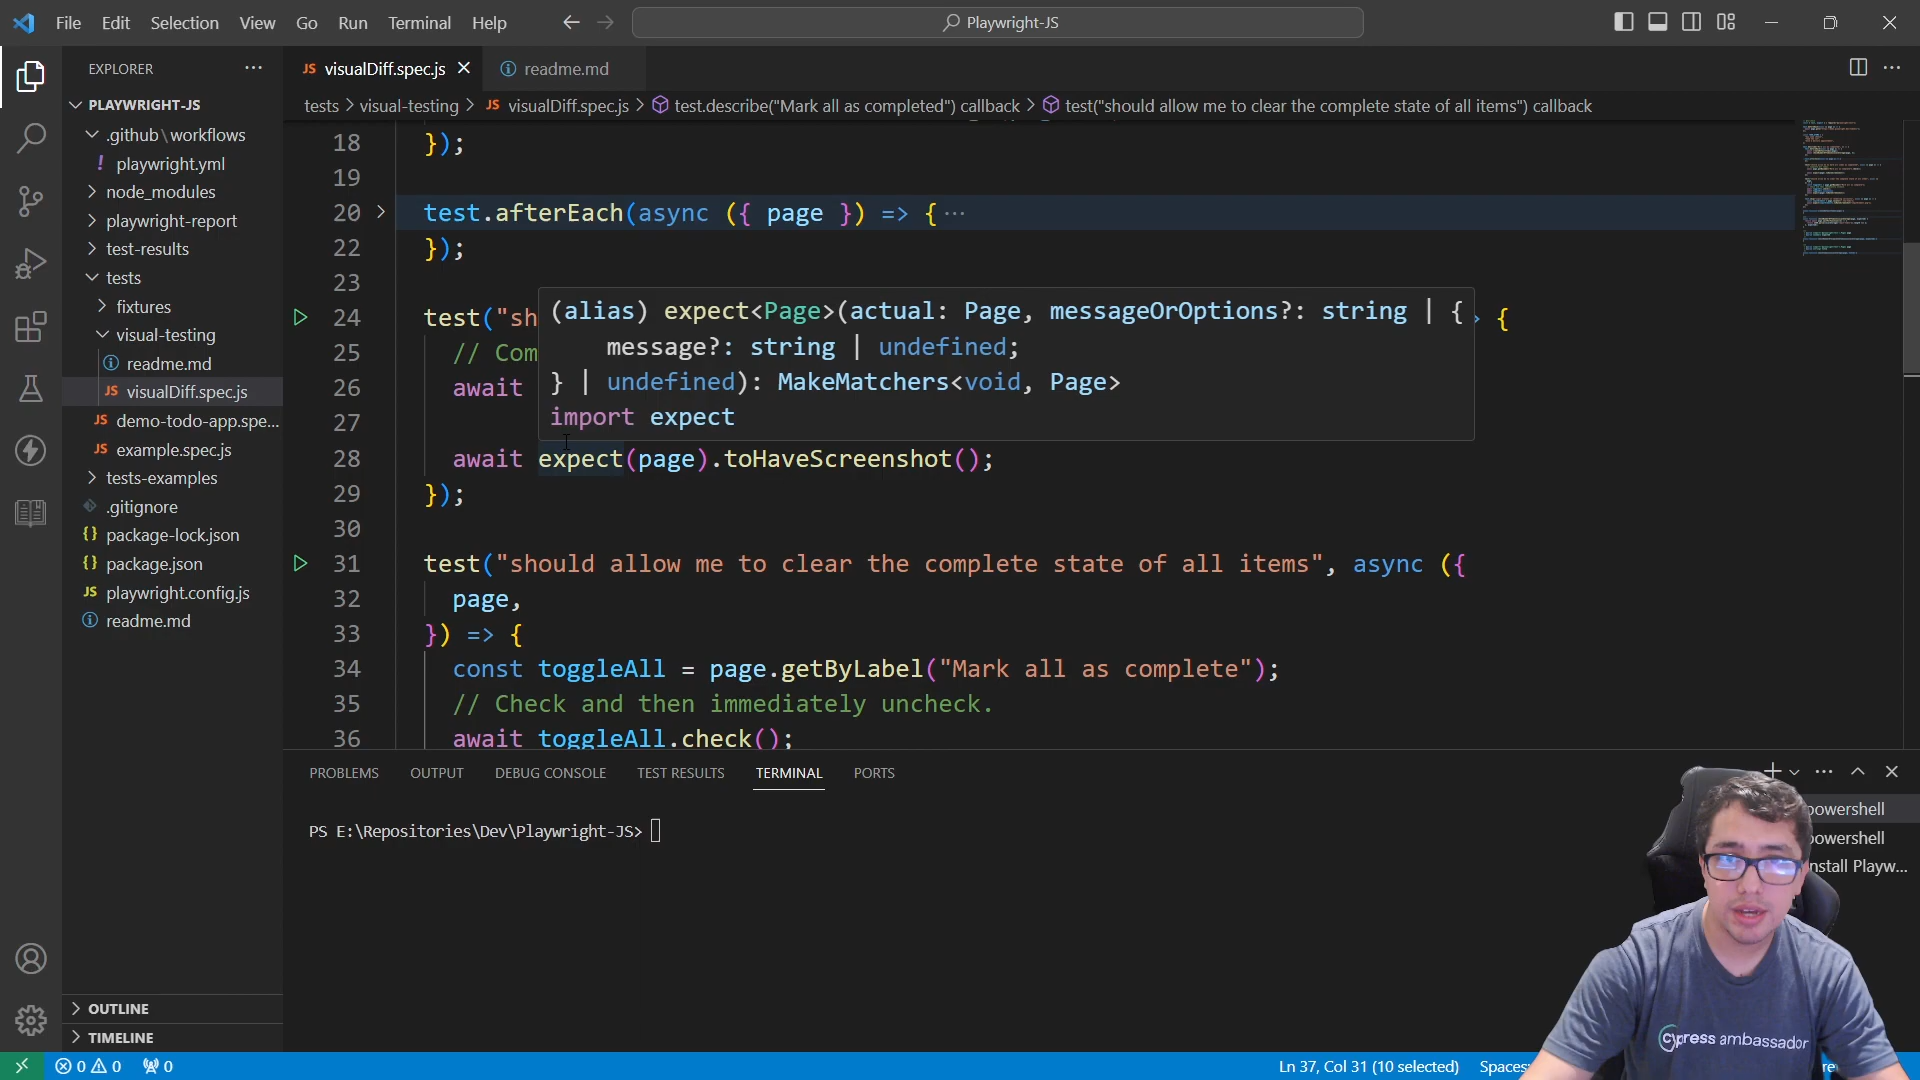 File Edit Selection View Go Run Terminal Help
Playwright-JS
EXPLORER
PLAYWRIGHT-JS
.github\workflows
! playwright.yml
node_modules
playwright-report
test-results
tests
fixtures
visual-testing
readme.md
JS visualDiff.spec.js
JS demo-todo-app.spe...
JS example.spec.js
tests-examples
.gitignore
{} package-lock.json
{} package.json
JS playwright.config.js
readme.md
OUTLINE
TIMELINE
JS visualDiff.spec.js
readme.md
tests > visual-testing > JS visualDiff.spec.js > test.describe("Mark all as completed") callback > test("should allow me to clear the complete state of all items") callback
18 });
19
20 test.afterEach(async ({ page }) => {···
22 });
23
24 test("sh {
25 // Com
26 await
27
28 await expect(page).toHaveScreenshot();
29 });
30
31 test("should allow me to clear the complete state of all items", async ({
32 page,
33 }) => {
34 const toggleAll = page.getByLabel("Mark all as complete");
35 // Check and then immediately uncheck.
36 await toggleAll.check();
(alias) expect<Page>(actual: Page, messageOrOptions?: string | {
message?: string | undefined;
} | undefined): MakeMatchers<void, Page>
import expect
PROBLEMS OUTPUT DEBUG CONSOLE TEST RESULTS TERMINAL PORTS
PS E:\Repositories\Dev\Playwright-JS>
powershell
powershell
nstall Playw...
cypress ambassador
0 0 0
Ln 37, Col 31 (10 selected) Spaces: